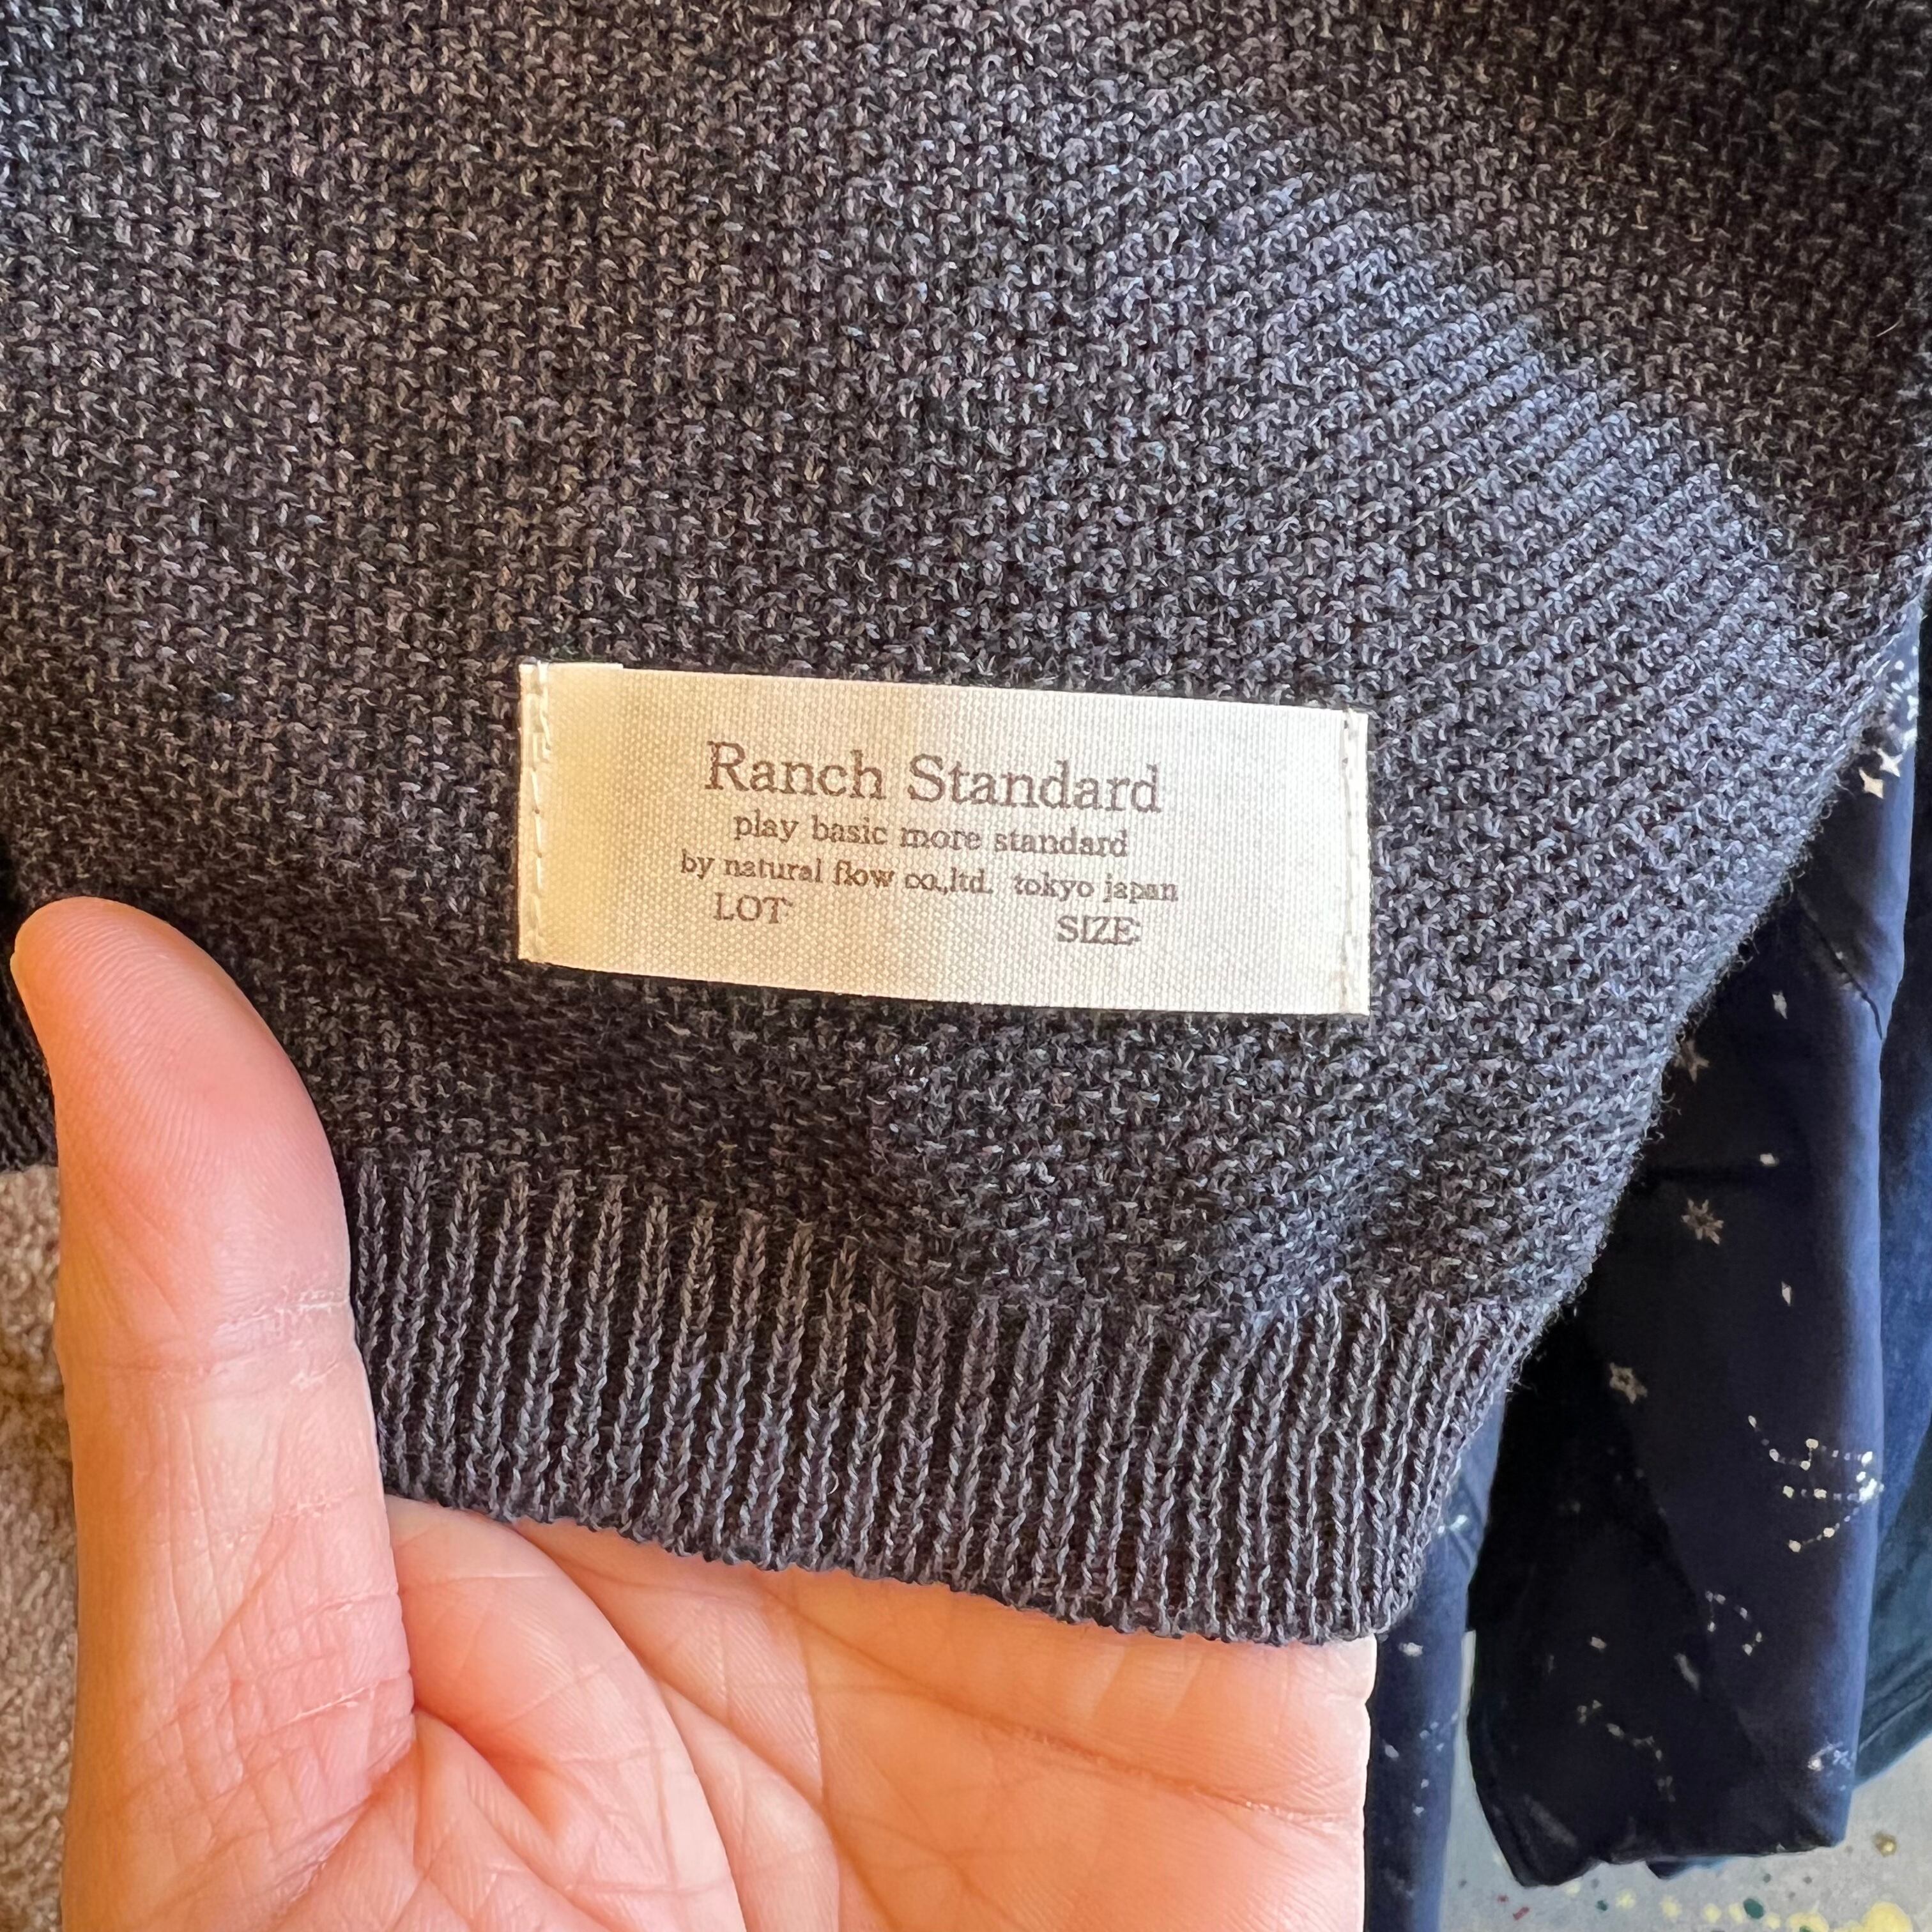 Ranch Standard
play basic more standard
by natural flow co.,ltd. tokyo japan
LOT: SIZE: